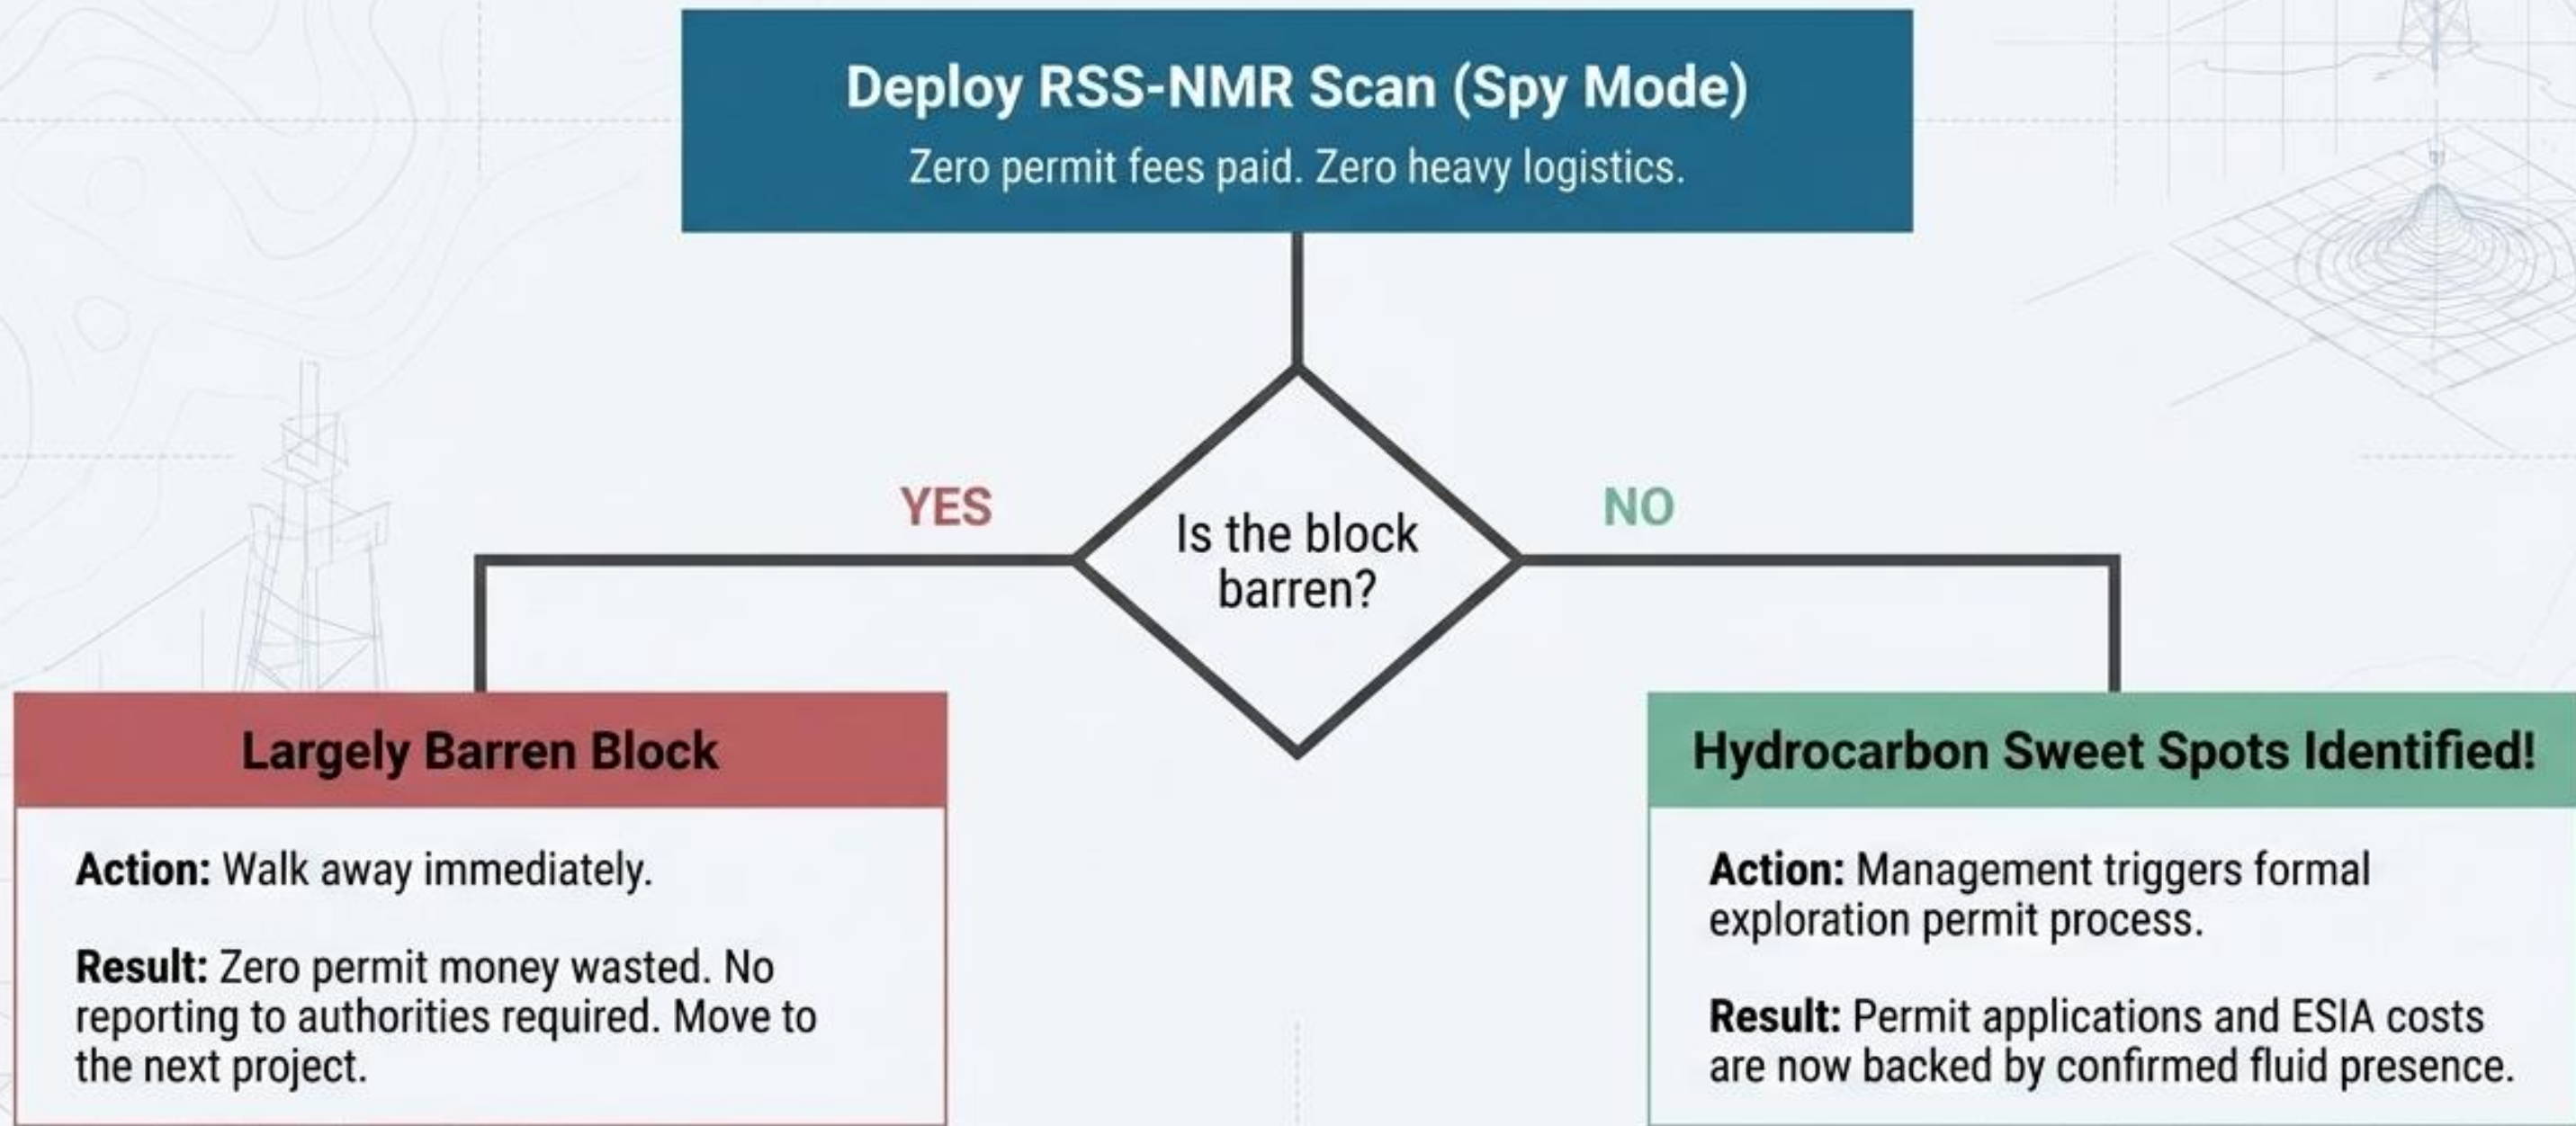 Deploy RSS-NMR Scan (Spy Mode)
Zero permit fees paid. Zero heavy logistics.
YES
Is the block
barren?
NO
Largely Barren Block
Action: Walk away immediately.
Result: Zero permit money wasted. No
reporting to authorities required. Move to
the next project.
Hydrocarbon Sweet Spots Identified!
Action: Management triggers formal
exploration permit process.
Result: Permit applications and ESIA costs
are now backed by confirmed fluid presence.